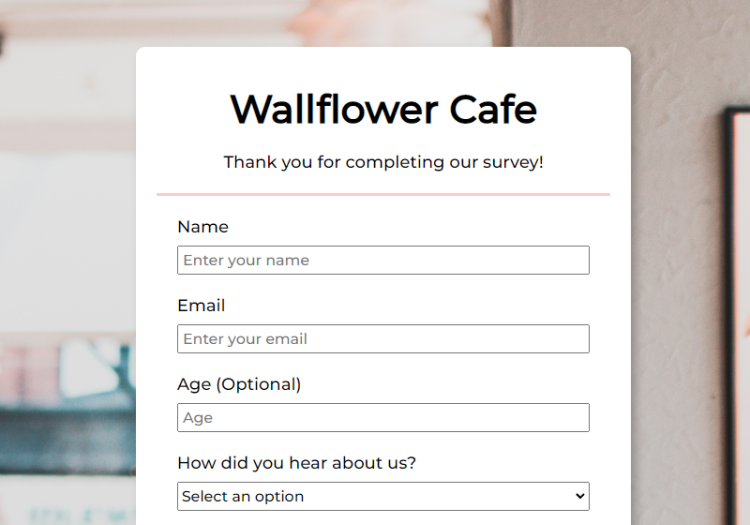 Wallflower Cafe
Thank you for completing our survey!
Name
Enter your name
Email
Enter your email
Age (Optional)
Age
How did you hear about us?
Select an option